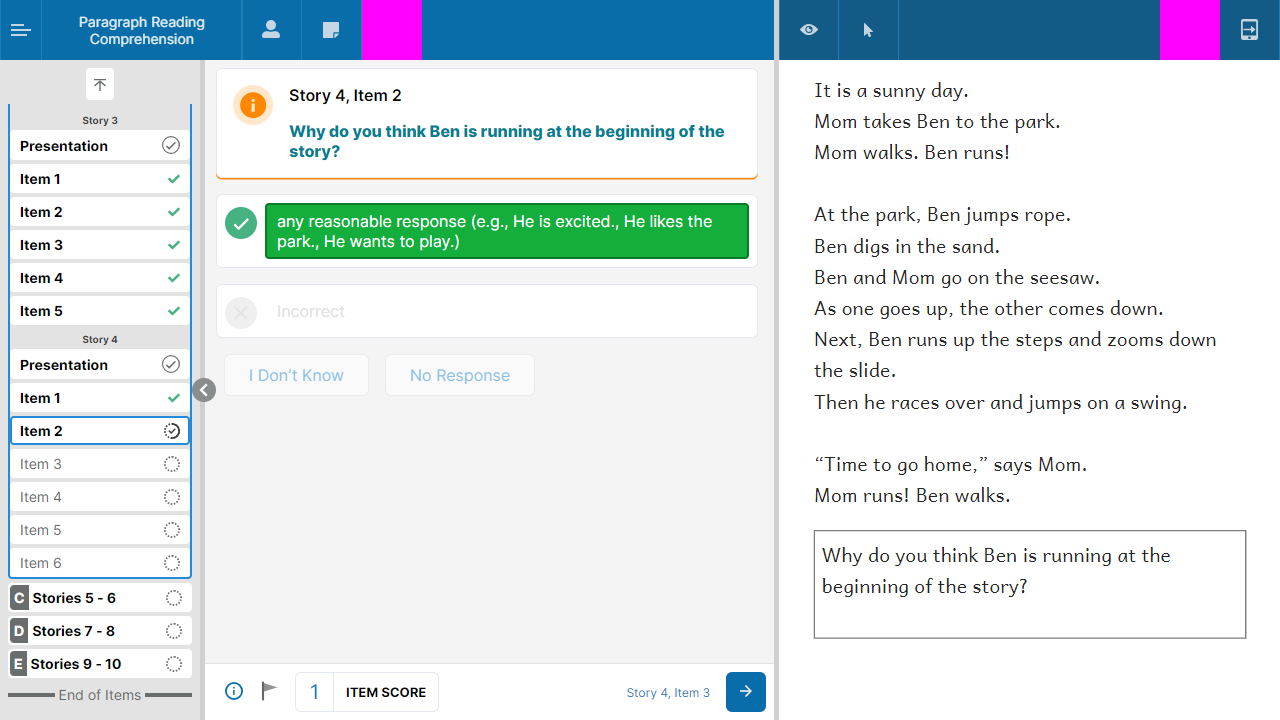 Paragraph Reading
Comprehension
Story 3
Presentation
Item 1
Item 2
Item 3
Item 4
Item 5
Story 4
Presentation
Item 1
Item 2
Item 3
Item 4
Item 5
Item 6
C Stories 5 - 6
D Stories 7 - 8
E Stories 9 - 10
End of Items
Story 4, Item 2
Why do you think Ben is running at the beginning of the
story?
any reasonable response (e.g., He is excited., He likes the
park., He wants to play.)
Incorrect
I Don't Know
No Response
1 ITEM SCORE
Story 4, Item 3
It is a sunny day.
Mom takes Ben to the park.
Mom walks. Ben runs!
At the park, Ben jumps rope.
Ben digs in the sand.
Ben and Mom go on the seesaw.
As one goes up, the other comes down.
Next, Ben runs up the steps and zooms down
the slide.
Then he races over and jumps on a swing.
“Time to go home,” says Mom.
Mom runs! Ben walks.
Why do you think Ben is running at the
beginning of the story?